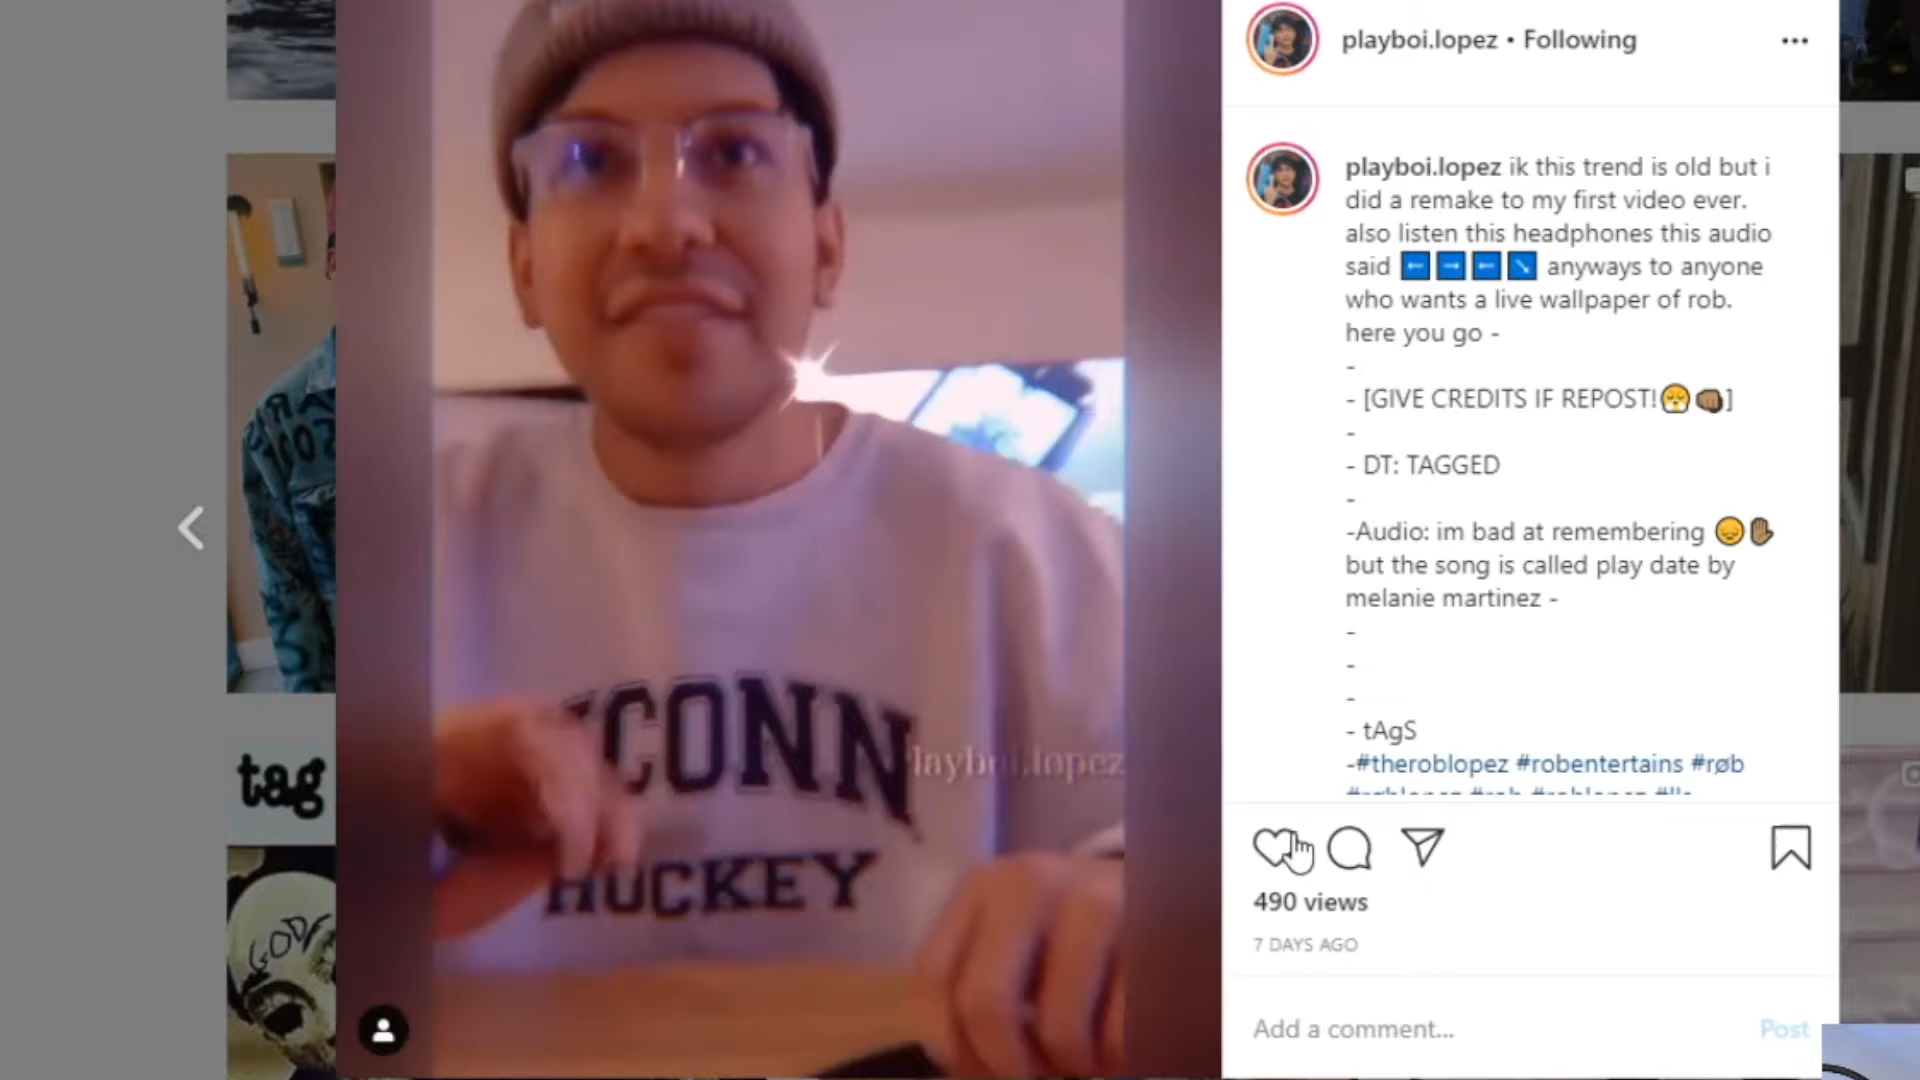 playboi.lopez • Following
playboi.lopez ik this trend is old but i
did a remake to my first video ever.
also listen this headphones this audio
said ⬅️➡️⬅️↘️ anyways to anyone
who wants a live wallpaper of rob.
here you go -
-
- [GIVE CREDITS IF REPOST!😤👊🏾]
-
- DT: TAGGED
-
-Audio: im bad at remembering 😔✋🏾
but the song is called play date by
melanie martinez -
-
-
-
- tAgS
-#theroblopez #robentertains #røb
CONN
HOCKEY
layboi.lopez
tag
GOD
490 views
7 DAYS AGO
Add a comment...
Post